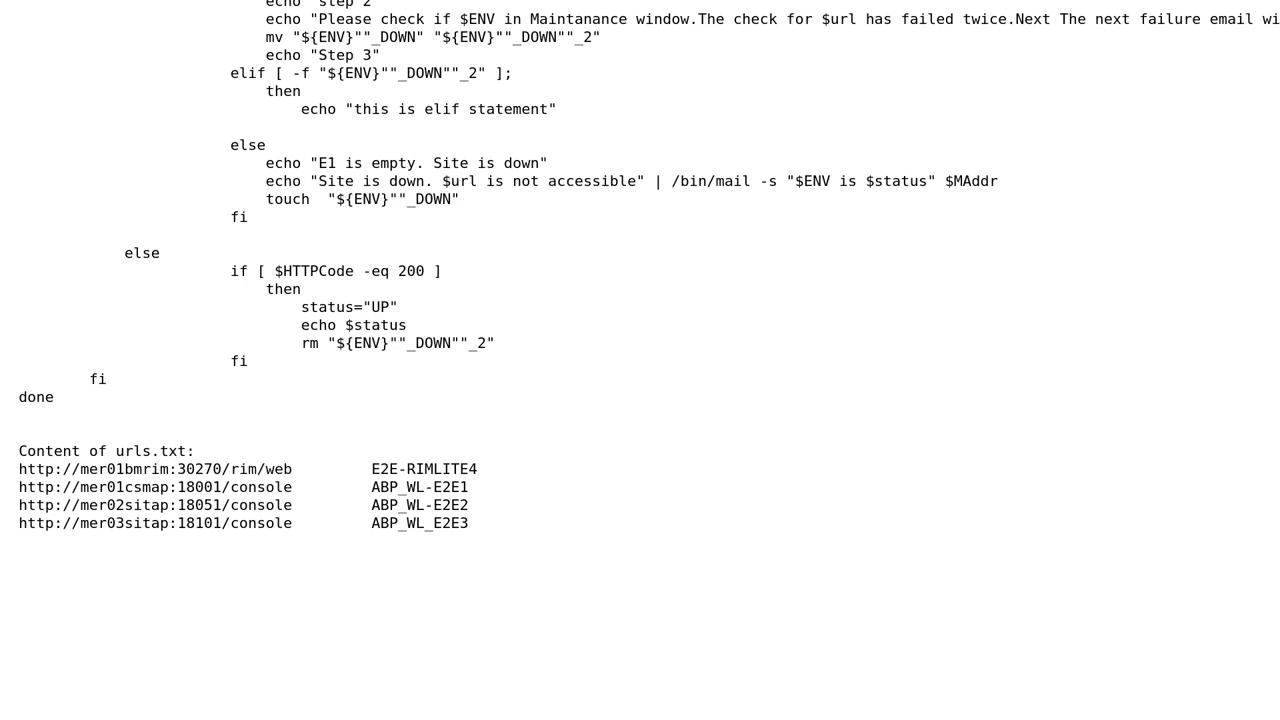 echo "step 2"
echo "Please check if $ENV in Maintanance window.The check for $url has failed twice.Next The next failure email wi
mv "${ENV}""_DOWN" "${ENV}""_DOWN""_2"
echo "Step 3"
elif [ -f "${ENV}""_DOWN""_2" ];
then
echo "this is elif statement"
else
echo "E1 is empty. Site is down"
echo "Site is down. $url is not accessible" | /bin/mail -s "$ENV is $status" $MAddr
touch  "${ENV}""_DOWN"
fi
else
if [ $HTTPCode -eq 200 ]
then
status="UP"
echo $status
rm "${ENV}""_DOWN""_2"
fi
fi
done
Content of urls.txt:
http://mer01bmrim:30270/rim/web         E2E-RIMLITE4
http://mer01csmap:18001/console         ABP_WL-E2E1
http://mer02sitap:18051/console         ABP_WL-E2E2
http://mer03sitap:18101/console         ABP_WL_E2E3